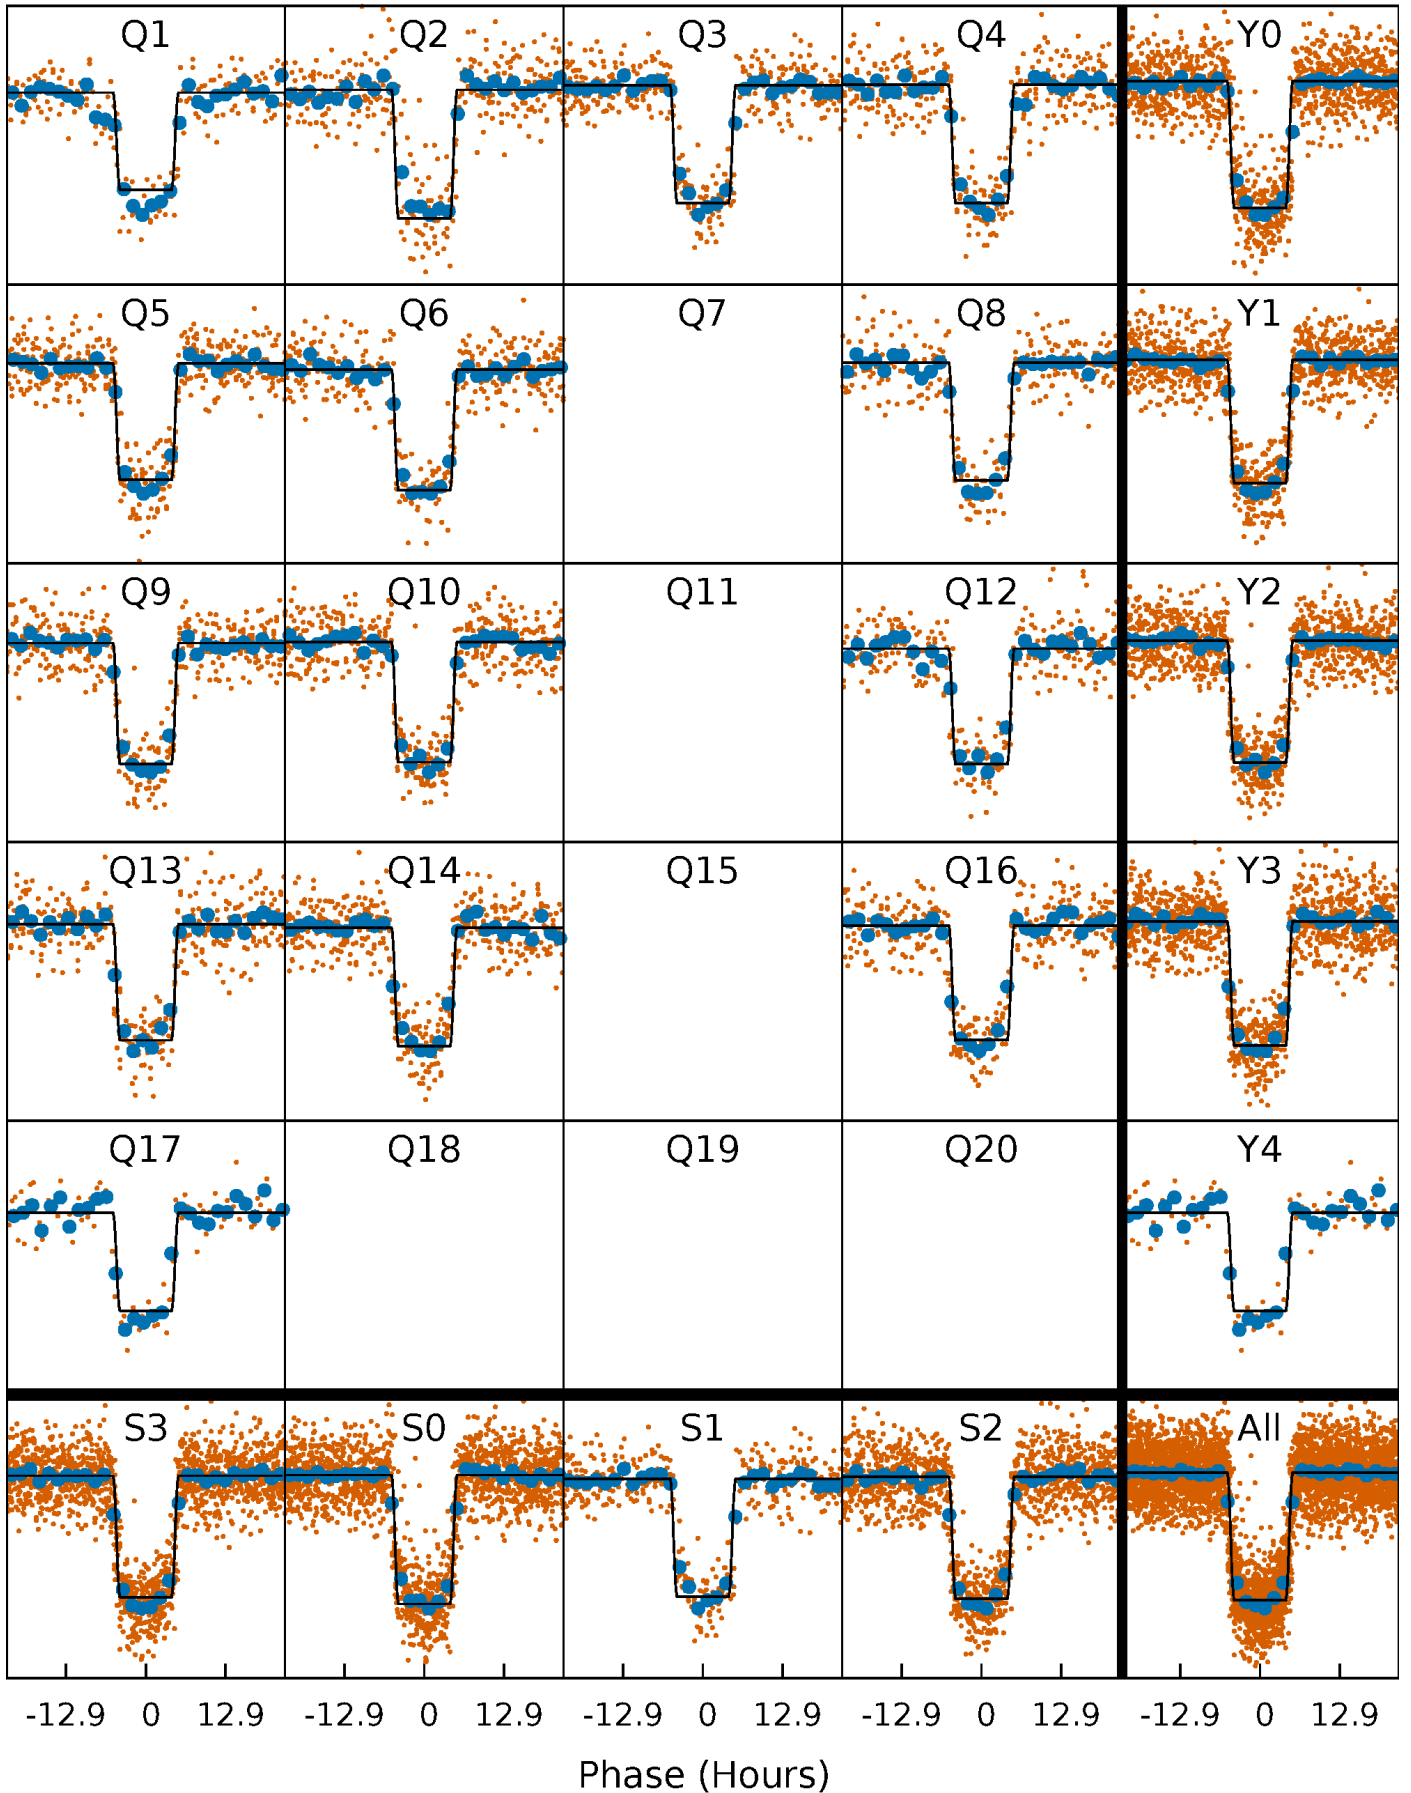 Q1 Q2 Q3 Q4 Y0
Q5 Q6 Q7 Q8 Y1
Q9 Q10 Q11 Q12 Y2
Q13 Q14 Q15 Q16 Y3
Q17 Q18 Q19 Q20 Y4
S3 S0 S1 S2 All
-12.9 0 12.9 -12.9 0 12.9 -12.9 0 12.9 -12.9 0 12.9 -12.9 0 12.9
Phase (Hours)